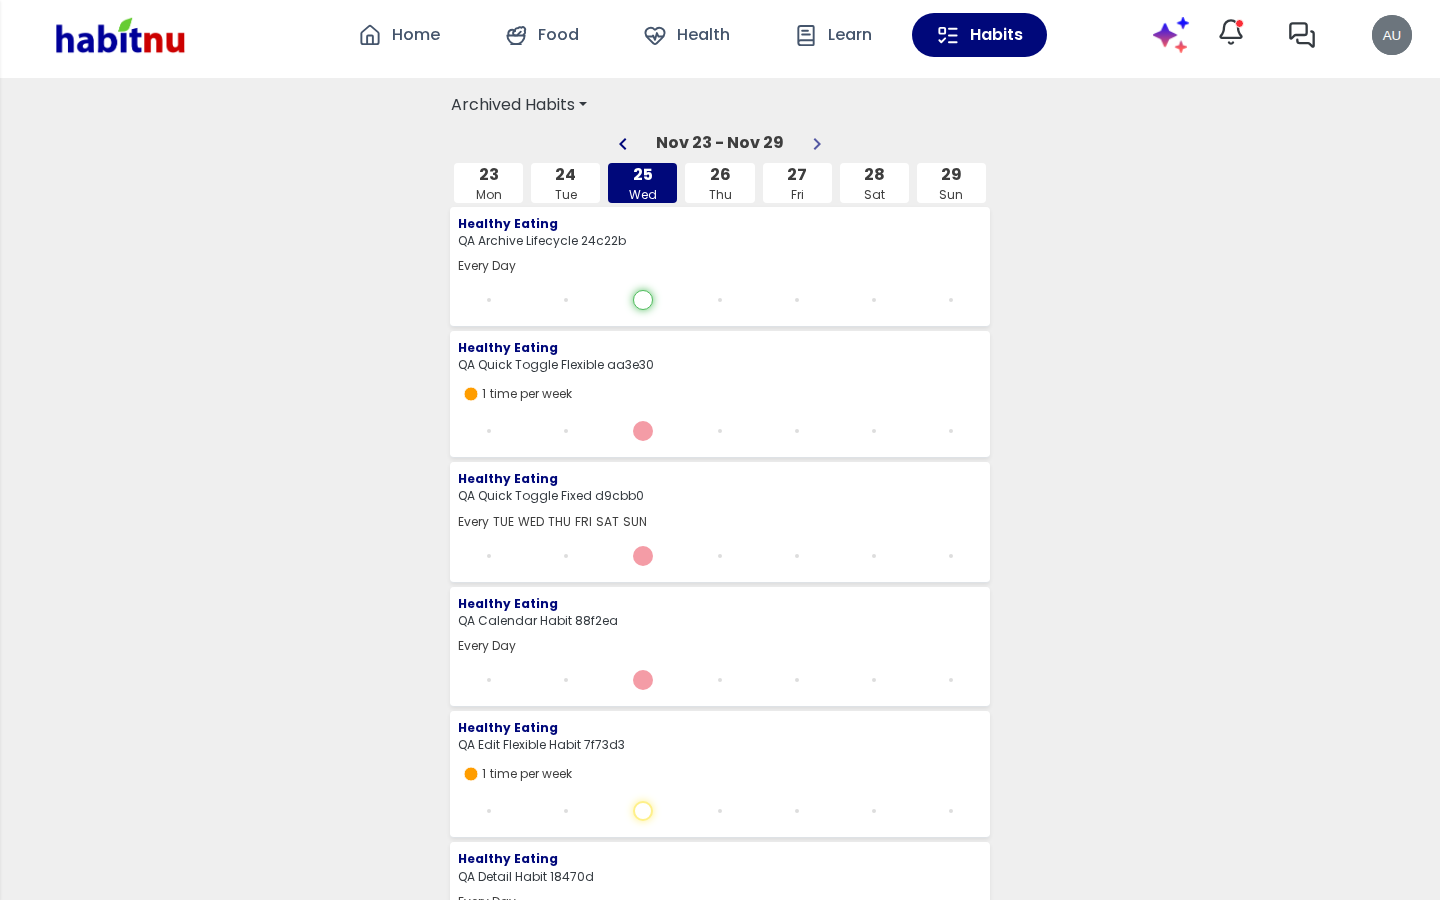 habitnu
Home
Food
Health
Learn
Habits
AU
Archived Habits
Nov 23 - Nov 29
23 24 25 26 27 28 29
Mon Tue Wed Thu Fri Sat Sun
Healthy Eating
QA Archive Lifecycle 24c22b
Every Day
Healthy Eating
QA Quick Toggle Flexible aa3e30
1 time per week
Healthy Eating
QA Quick Toggle Fixed d9cbb0
Every TUE WED THU FRI SAT SUN
Healthy Eating
QA Calendar Habit 88f2ea
Every Day
Healthy Eating
QA Edit Flexible Habit 7f73d3
1 time per week
Healthy Eating
QA Detail Habit 18470d
Every Day